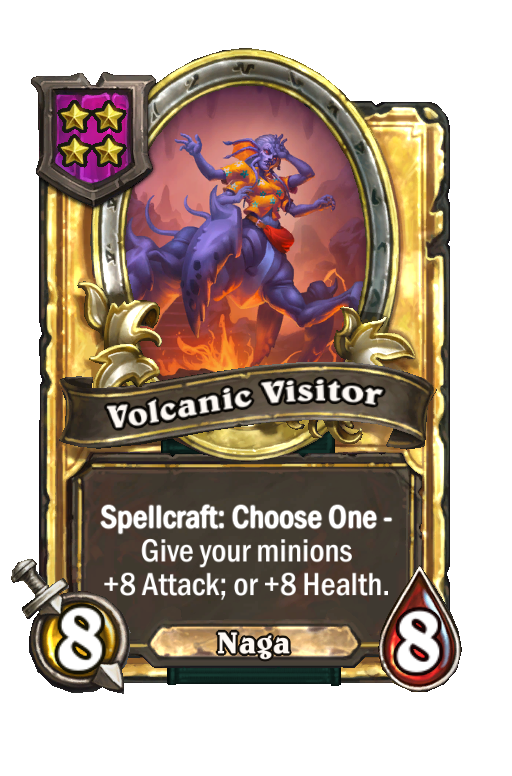 Volcanic Visitor
Spellcraft: Choose One -
Give your minions
+8 Attack; or +8 Health.
8
Naga
8